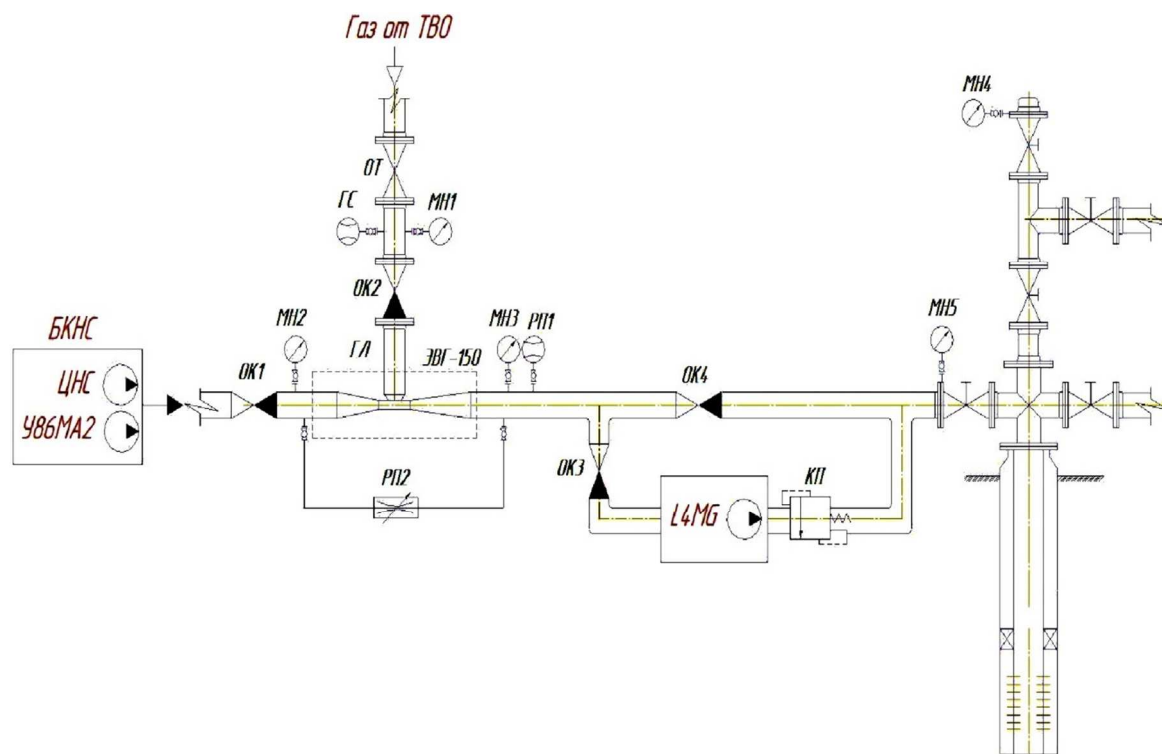 Газ от ТВО
МН4
ОТ
ГС
МН1
ОК2
БКНС
МН2
ГЛ
ЭВГ-150
МН3
РП1
МН5
ЦНС
ОК1
ОК4
У86МА2
РП2
ОК3
КП
L4MG